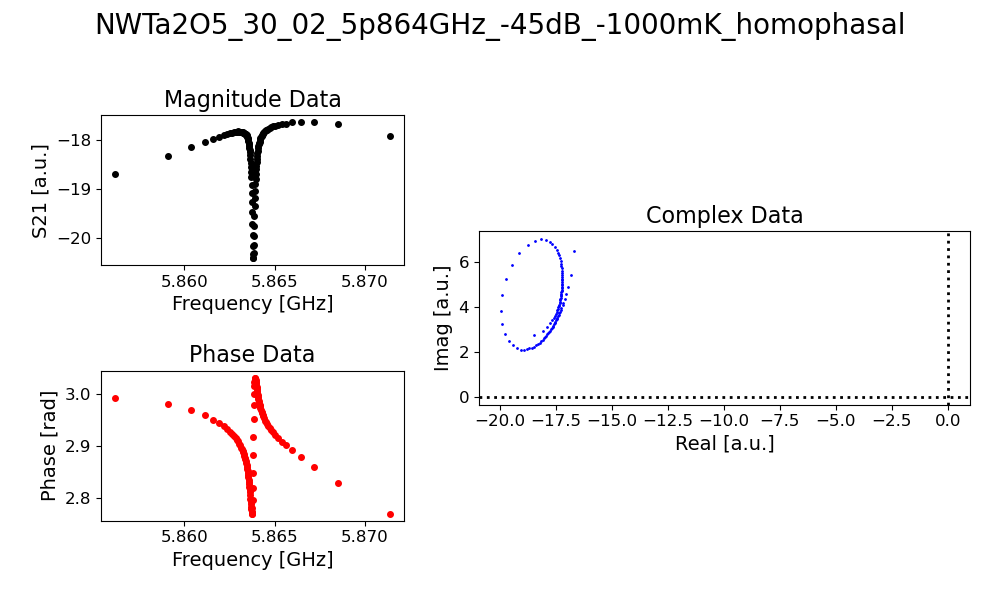 NWTa2O5_30_02_5p864GHz_-45dB_-1000mK_homophasal
Magnitude Data
S21 [a.u.]
−18
−19
−20
5.860 5.865 5.870
Frequency [GHz]
Phase Data
Phase [rad]
3.0
2.9
2.8
5.860 5.865 5.870
Frequency [GHz]
Complex Data
Imag [a.u.]
6
4
2
0
−20.0 −17.5 −15.0 −12.5 −10.0 −7.5 −5.0 −2.5 0.0
Real [a.u.]